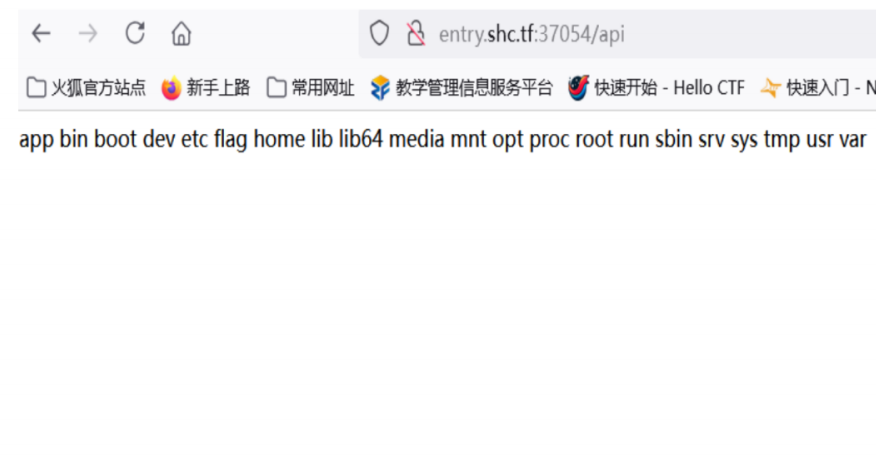 entry.shc.tf:37054/api
火狐官方站点 新手上路 常用网址 教学管理信息服务平台 快速开始 - Hello CTF 快速入门 - N
app bin boot dev etc flag home lib lib64 media mnt opt proc root run sbin srv sys tmp usr var